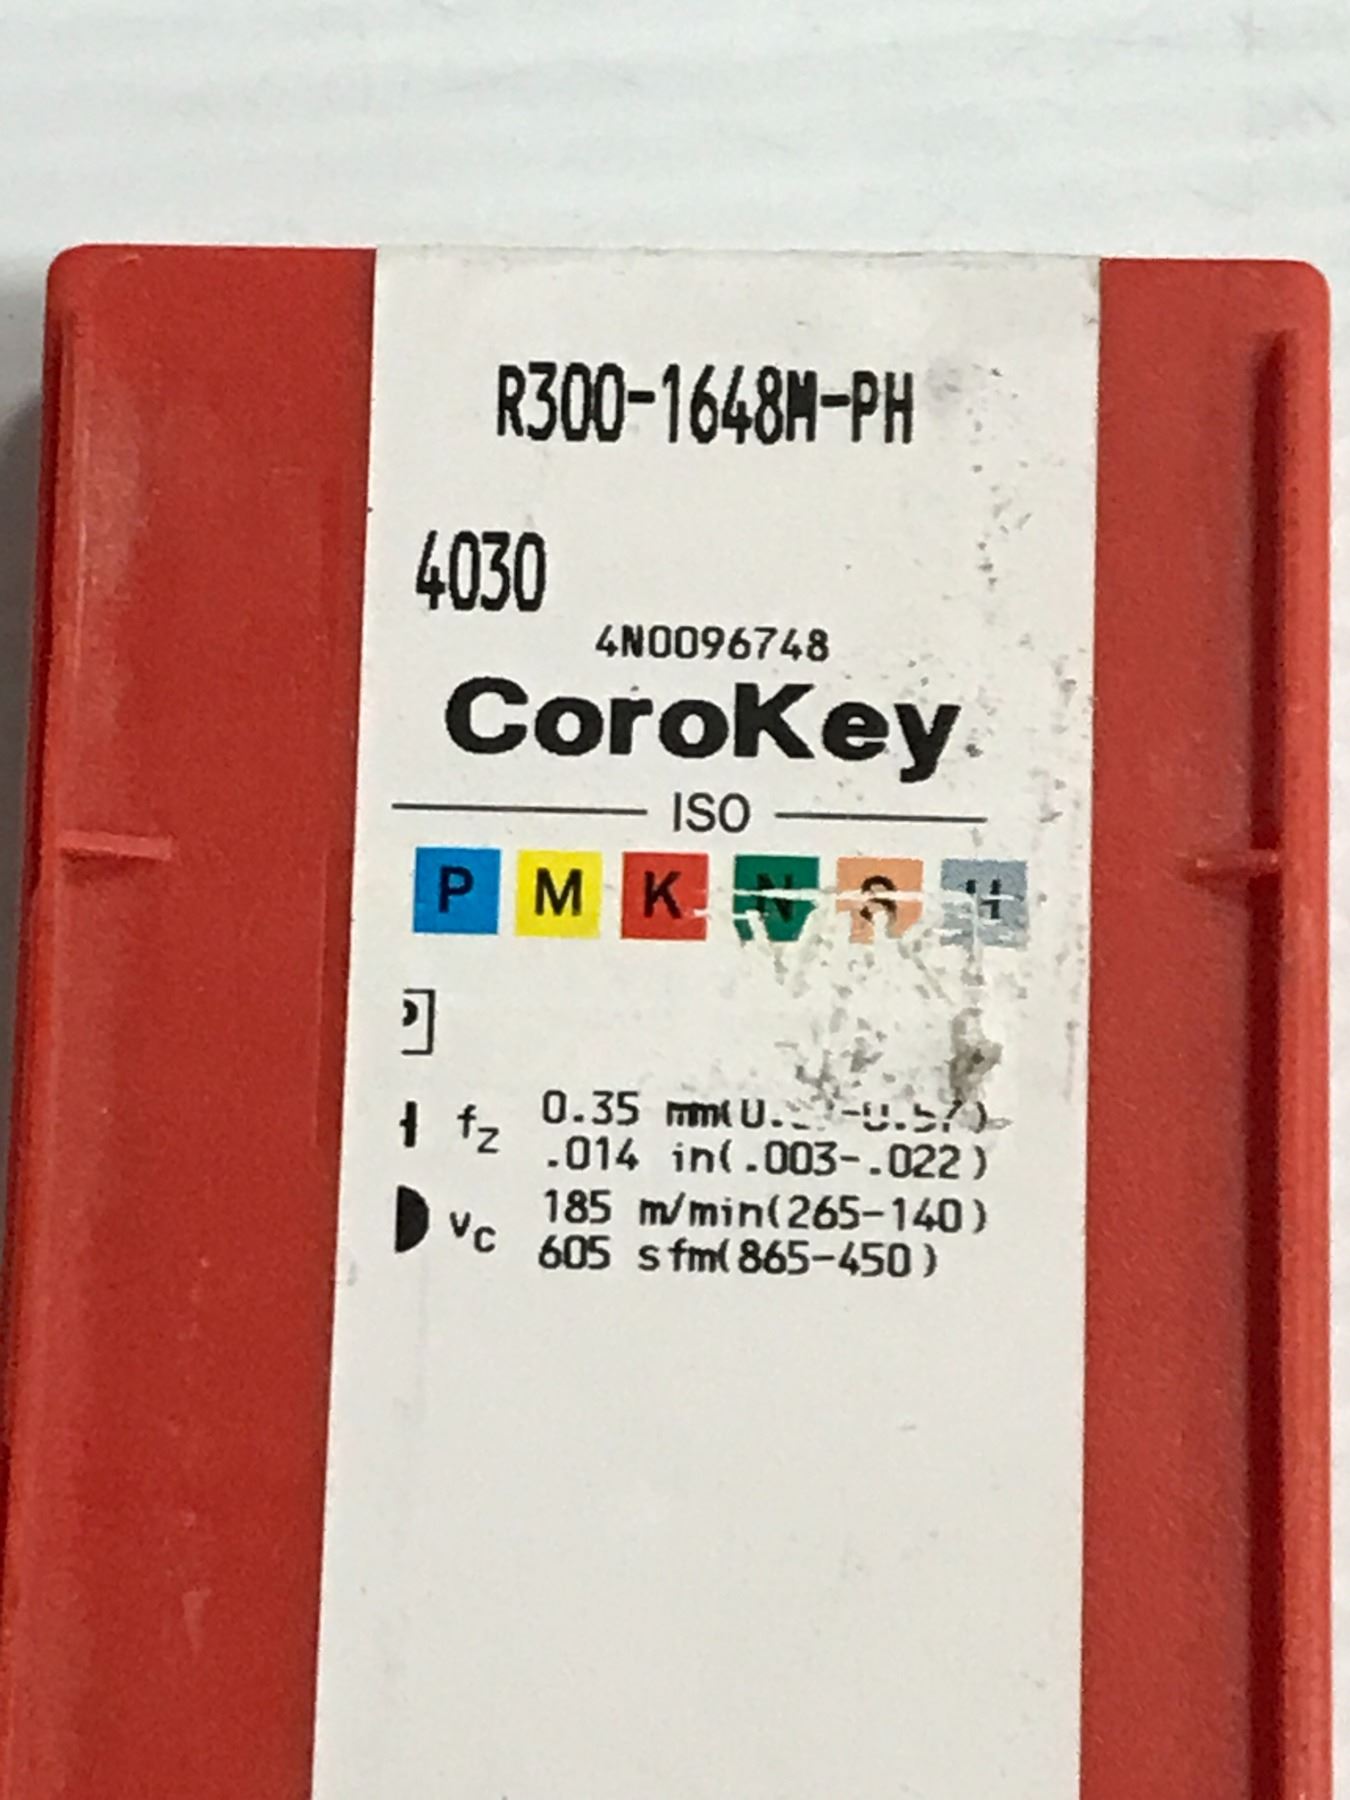 R300-1648M-PH
4030
4N0096748
CoroKey
ISO
P M K N S H
fz 0.35 mm
.014 in(.003-.022)
vc 185 m/min(265-140)
605 sfm(865-450)